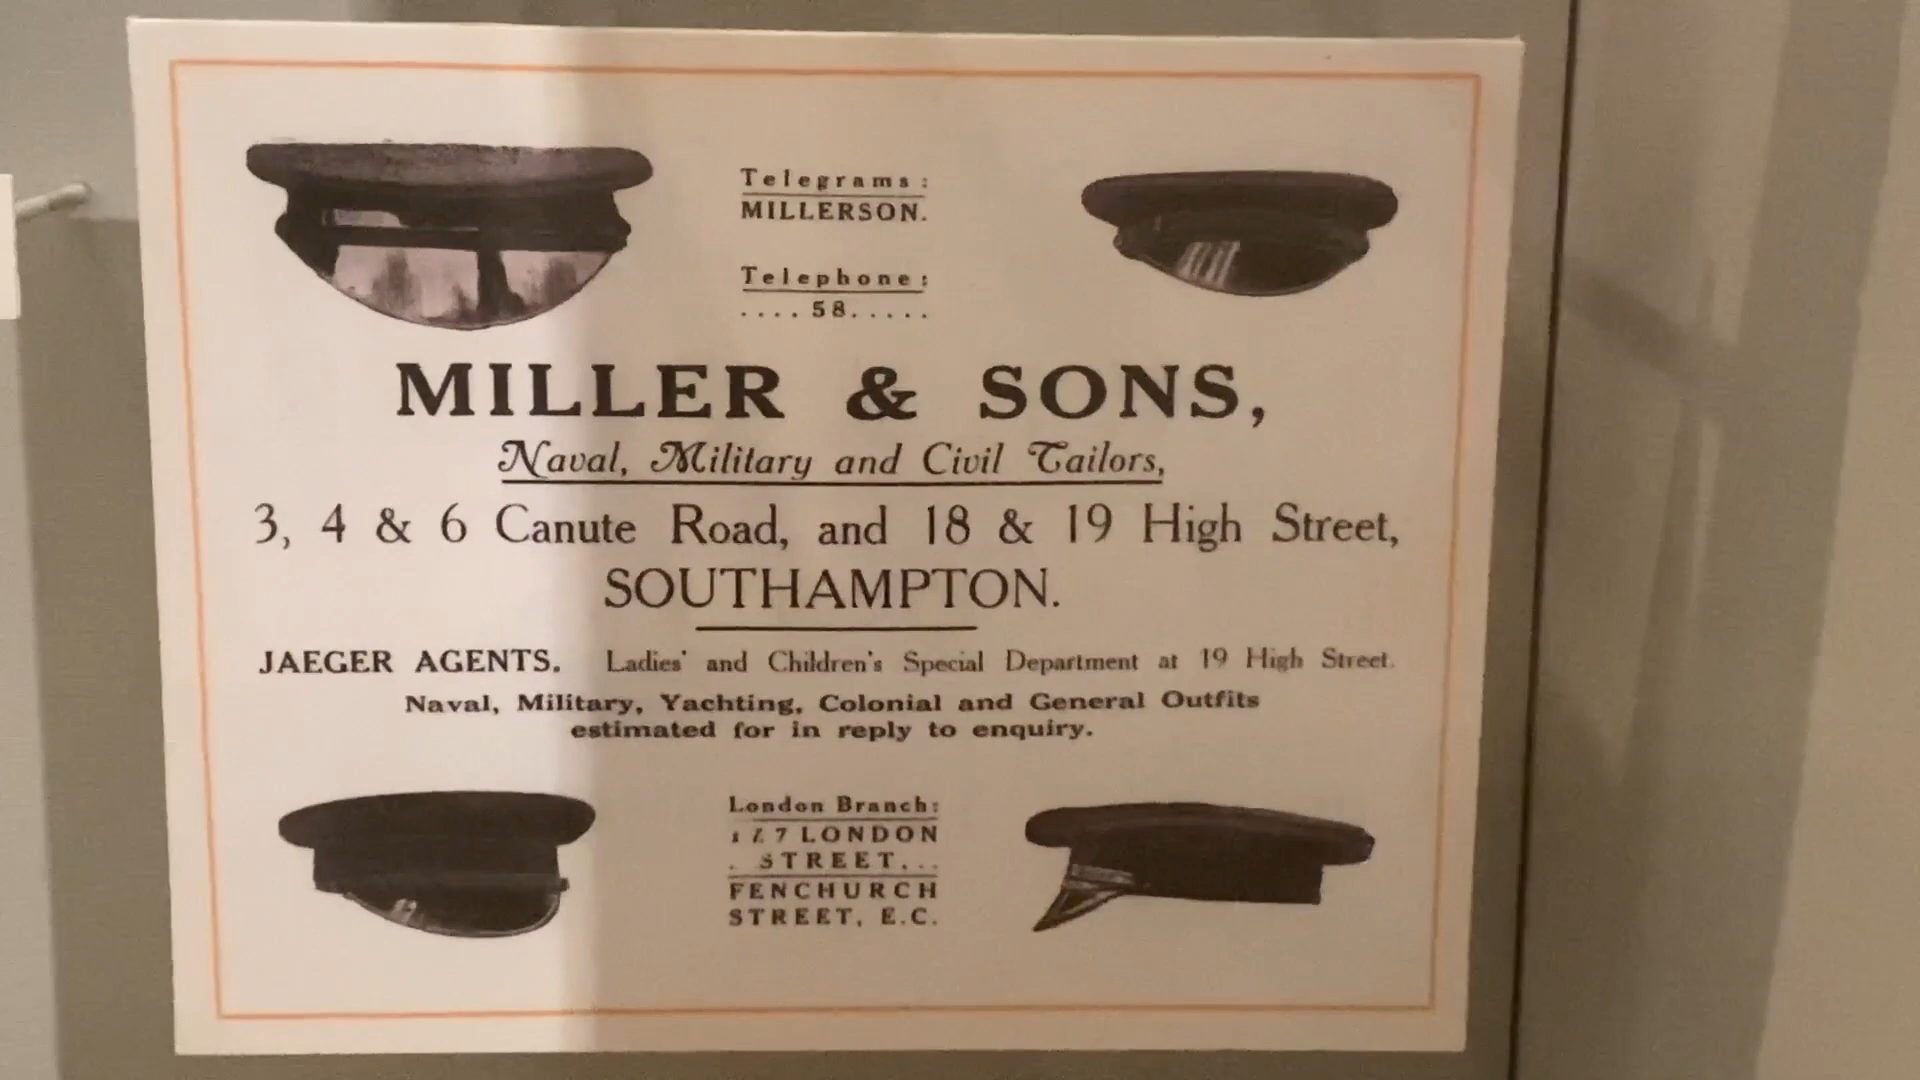 Telegrams:
MILLERSON.
Telephone:
....58.....
MILLER & SONS,
Naval, Military and Civil Tailors,
3, 4 & 6 Canute Road, and 18 & 19 High Street,
SOUTHAMPTON.
JAEGER AGENTS. Ladies' and Children's Special Department at 19 High Street.
Naval, Military, Yachting, Colonial and General Outfits
estimated for in reply to enquiry.
London Branch:
LONDON
STREET...
FENCHURCH
STREET, E.C.